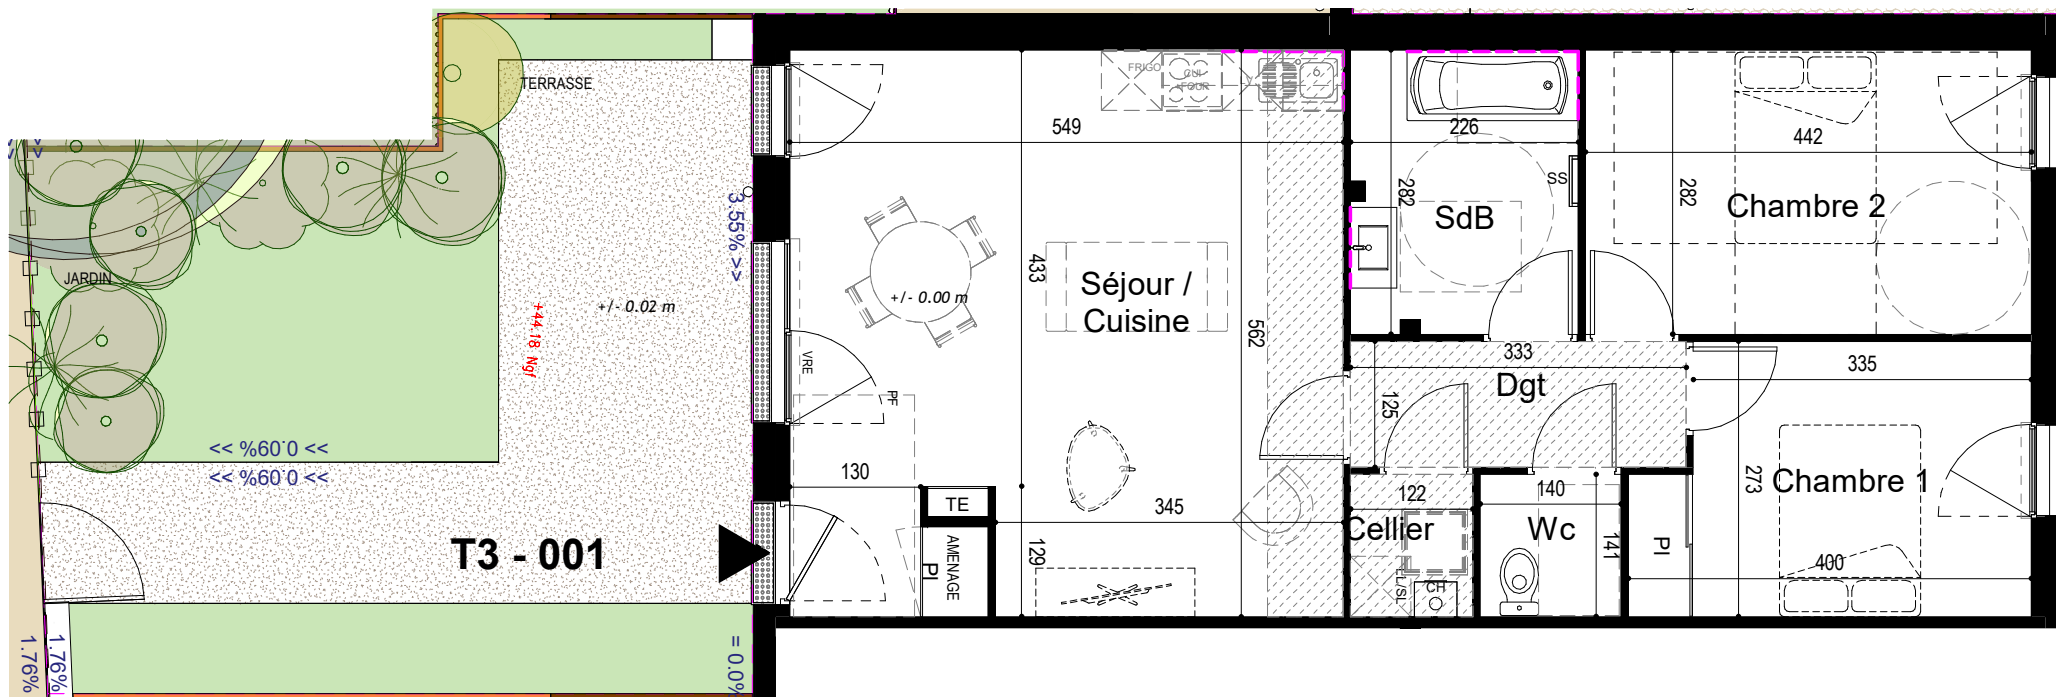 TERRASSE
FRIGO
CUI
+FOUR
549
226
442
SS
282
282
SdB
Chambre 2
3.55% >>
JARDIN
+/- 0.00 m
+/- 0.02 m
+44.18 Ngf
433
Séjour /
Cuisine
562
VRE
PF
333
Dgt
125
335
<< 0.60% <<
<< 0.60% <<
130
TE
345
122
140
273
Chambre 1
T3 - 001
PI
AMENAGE
129
Cellier
Wc
141
PI
400
LL/SL
CH
1.76%
1.76%
= 0.0%